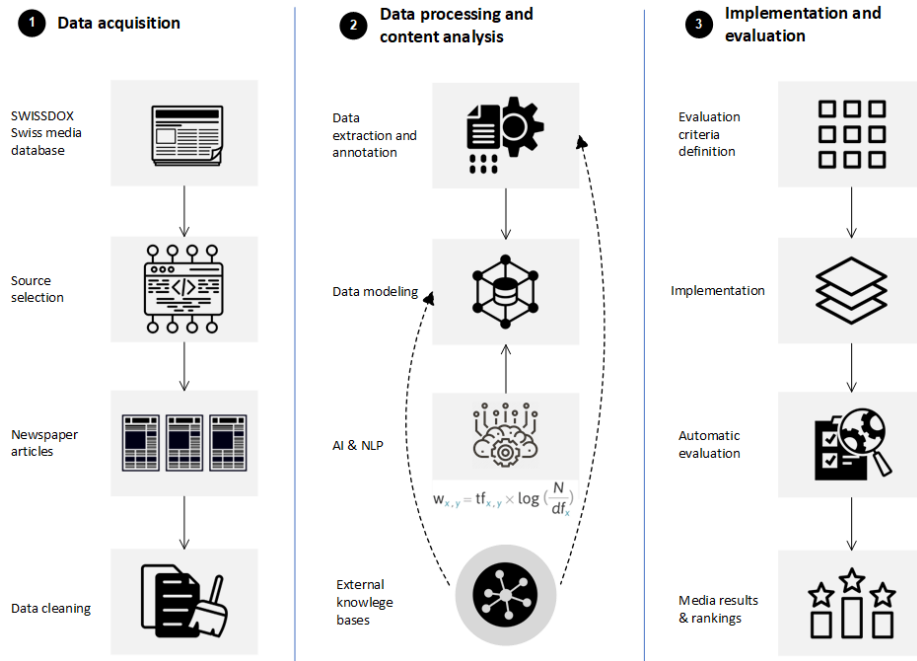 1 Data acquisition
SWISSDOX
Swiss media
database
Source
selection
Newspaper
articles
Data cleaning
2 Data processing and
content analysis
Data
extraction and
annotation
Data modeling
AI & NLP
w x,y = tf x,y × log (N/df x)
External
knowlege
bases
3 Implementation and
evaluation
Evaluation
criteria
definition
Implementation
Automatic
evaluation
Media results
& rankings